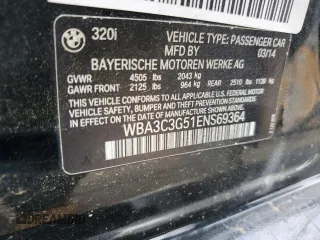 320i
VEHICLE TYPE: PASSENGER CAR
MFD BY 03/14
BAYERISCHE MOTOREN WERKE AG
GVWR 4505 lbs 2043 kg
GAWR FRONT 2125 lbs 964 kg REAR 2510 lbs 1139 kg
THIS VEHICLE CONFORMS TO ALL APPLICABLE FEDERAL MOTOR
VEHICLE SAFETY, BUMPER, AND THEFT PREVENTION
STANDARDS IN EFFECT ON THE DATE OF MANUFACTURE
SHOWN ABOVE.
WBA3C3G51ENS69364